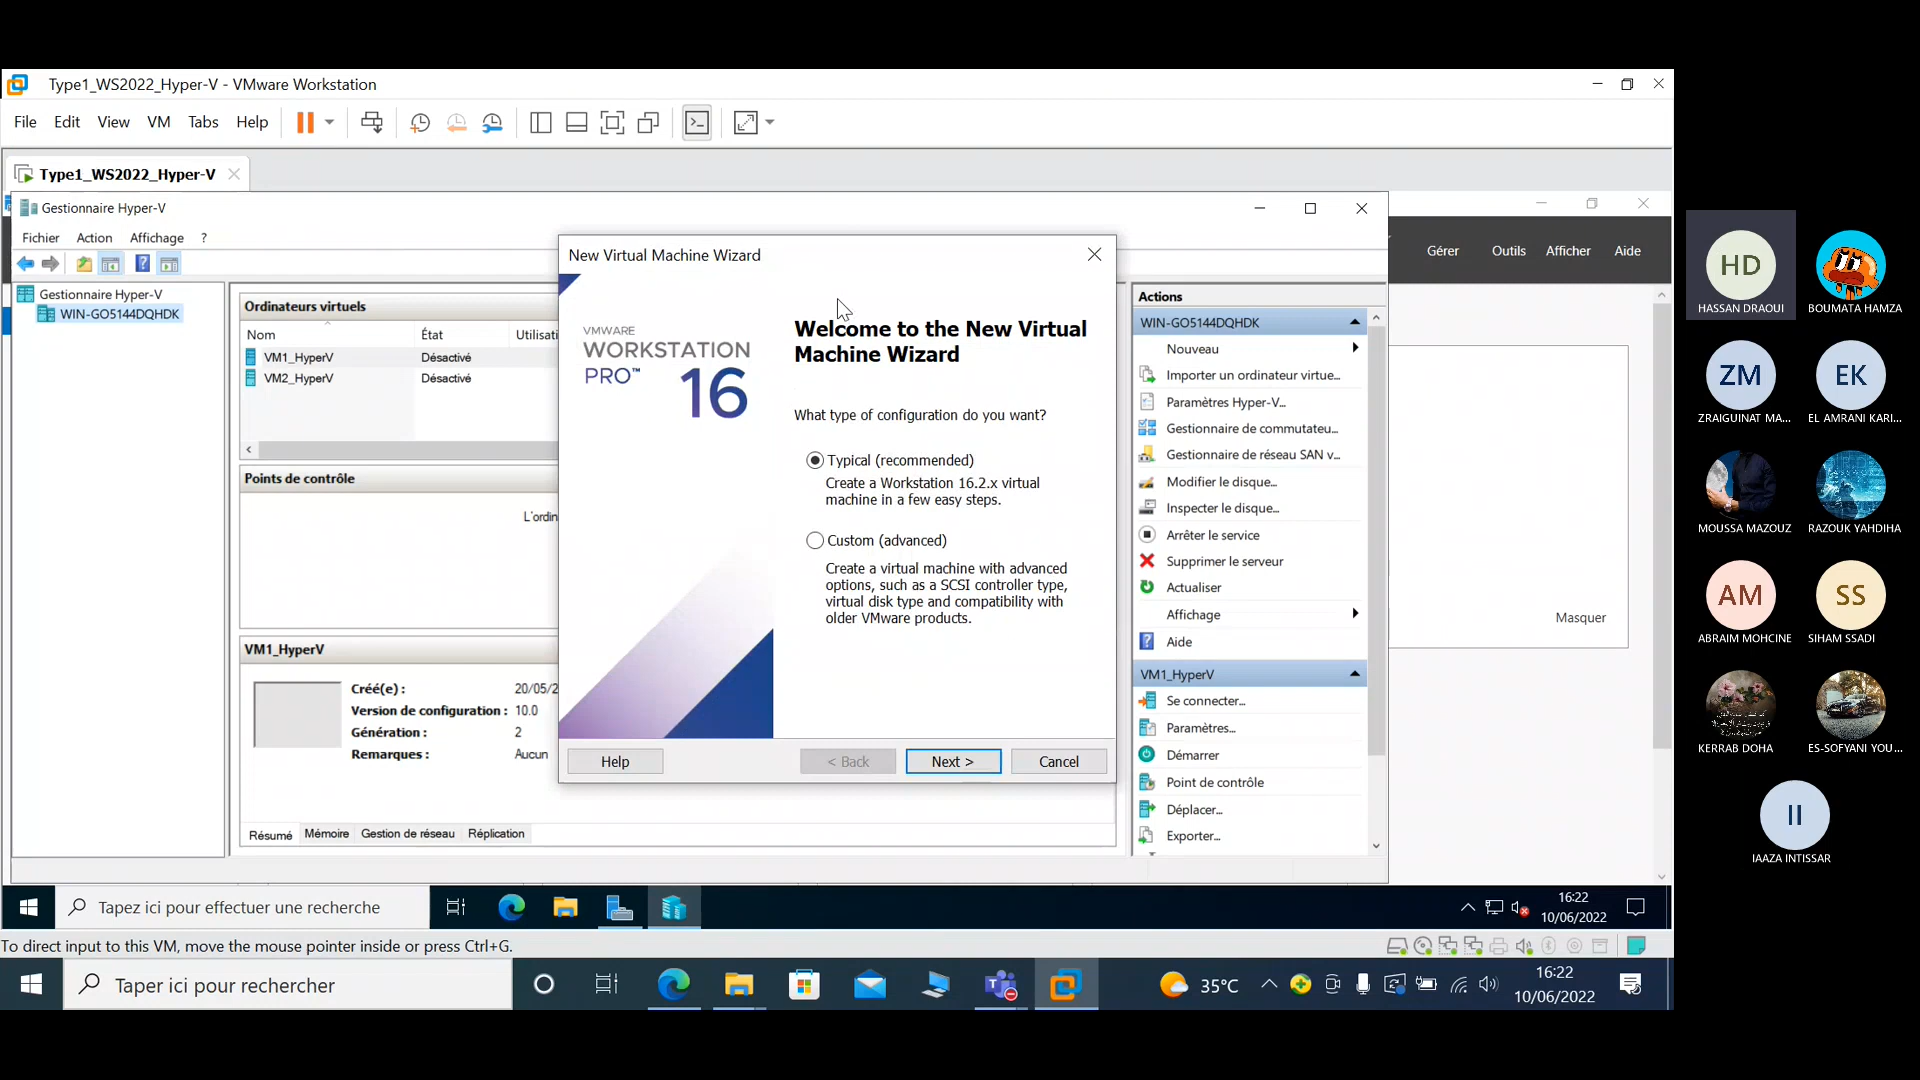 Type1_WS2022_Hyper-V - VMware Workstation
File Edit View VM Tabs Help
Type1_WS2022_Hyper-V
Gestionnaire Hyper-V
Fichier Action Affichage ?
Gestionnaire Hyper-V
WIN-GO5144DQHDK
Ordinateurs virtuels
Nom État Utilisati
VM1_HyperV Désactivé
VM2_HyperV Désactivé
Points de contrôle
L'ordin
VM1_HyperV
Créé(e) : 20/05/2
Version de configuration : 10.0
Génération : 2
Remarques : Aucun
Résumé Mémoire Gestion de réseau Réplication
New Virtual Machine Wizard
VMWARE
WORKSTATION
PRO™ 16
Welcome to the New Virtual
Machine Wizard
What type of configuration do you want?
Typical (recommended)
Create a Workstation 16.2.x virtual
machine in a few easy steps.
Custom (advanced)
Create a virtual machine with advanced
options, such as a SCSI controller type,
virtual disk type and compatibility with
older VMware products.
Help < Back Next > Cancel
Actions
WIN-GO5144DQHDK
Nouveau
Importer un ordinateur virtue...
Paramètres Hyper-V...
Gestionnaire de commutateu...
Gestionnaire de réseau SAN v...
Modifier le disque...
Inspecter le disque...
Arrêter le service
Supprimer le serveur
Actualiser
Affichage
Aide
VM1_HyperV
Se connecter...
Paramètres...
Démarrer
Point de contrôle
Déplacer...
Exporter...
Gérer Outils Afficher Aide
Masquer
Tapez ici pour effectuer une recherche
16:22
10/06/2022
To direct input to this VM, move the mouse pointer inside or press Ctrl+G.
Taper ici pour rechercher
35°C
16:22
10/06/2022
HD
HASSAN DRAOUI
BOUMATA HAMZA
ZM
ZRAIGUINAT MA...
EK
EL AMRANI KARI...
MOUSSA MAZOUZ
RAZOUK YAHDIHA
AM
ABRAIM MOHCINE
SS
SIHAM SSADI
KERRAB DOHA
ES-SOFYANI YOU...
II
IAAZA INTISSAR